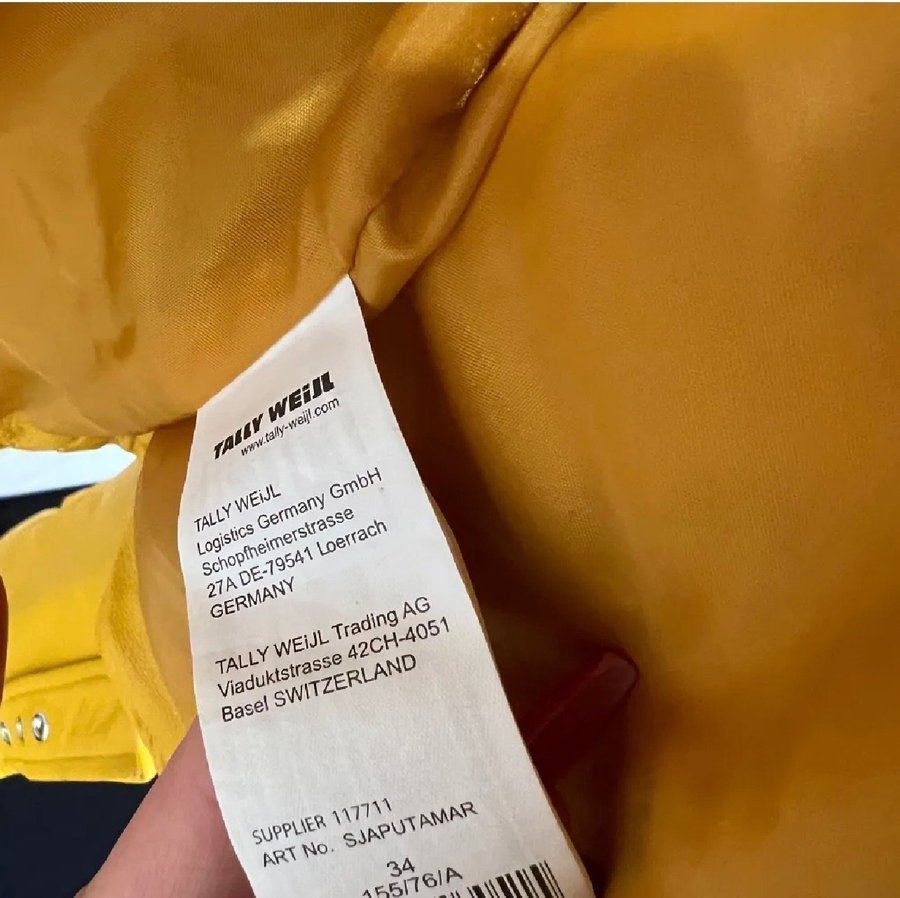 TALLY WEiJL
www.tally-weijl.com
TALLY WEiJL
Logistics Germany GmbH
Schopfheimerstrasse
27A DE-79541 Loerrach
GERMANY
TALLY WEiJL Trading AG
Viaduktstrasse 42CH-4051
Basel SWITZERLAND
SUPPLIER 117711
ART No. SJAPUTAMAR
34
155/76/A